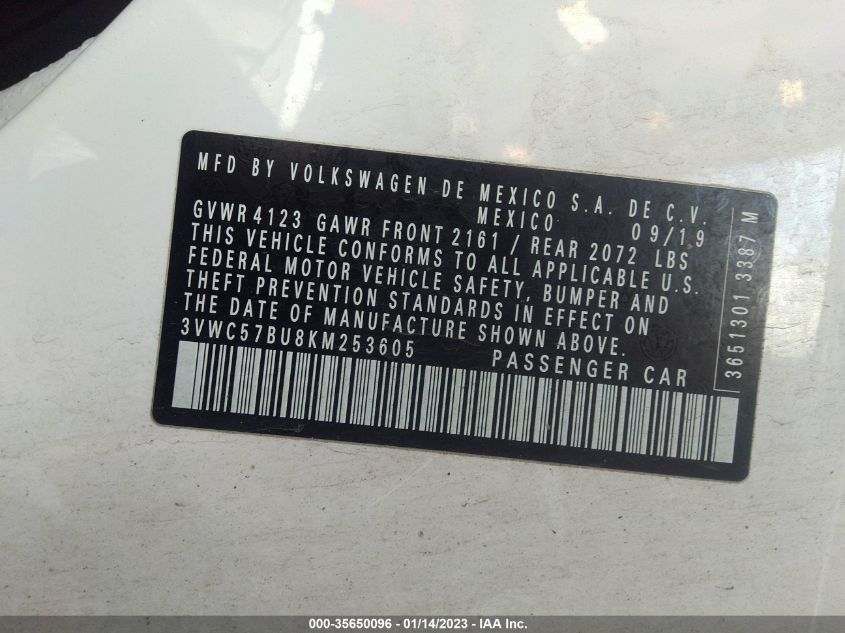 MFD BY VOLKSWAGEN DE MEXICO S.A. DE C.V.
MEXICO 09/19
GVWR 4123 GAWR FRONT 2161 / REAR 2072 LBS
THIS VEHICLE CONFORMS TO ALL APPLICABLE U.S.
FEDERAL MOTOR VEHICLE SAFETY, BUMPER AND
THEFT PREVENTION STANDARDS IN EFFECT ON
THE DATE OF MANUFACTURE SHOWN ABOVE.
3VWC57BU8KM253605 PASSENGER CAR
3651301 3387 M
000-35650096 - 01/14/2023 - IAA Inc.